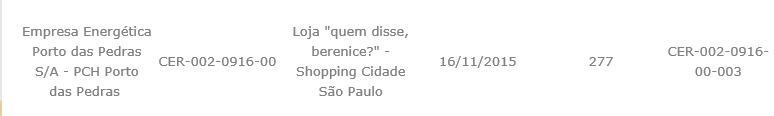 Empresa Energética
Porto das Pedras
S/A - PCH Porto
das Pedras
CER-002-0916-00
Loja "quem disse,
berenice?" -
Shopping Cidade
São Paulo
16/11/2015
277
CER-002-0916-
00-003